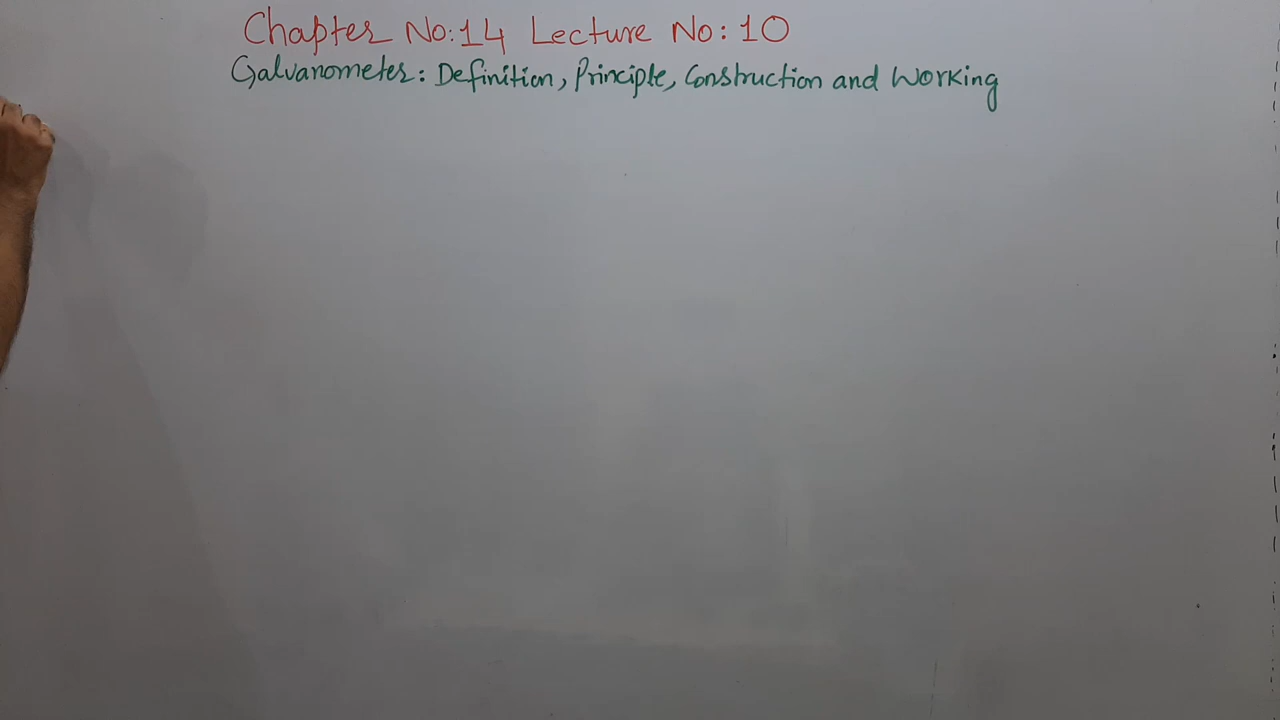 Chapter No:14 Lecture No: 10
Galvanometer: Definition, Principle, Construction and Working